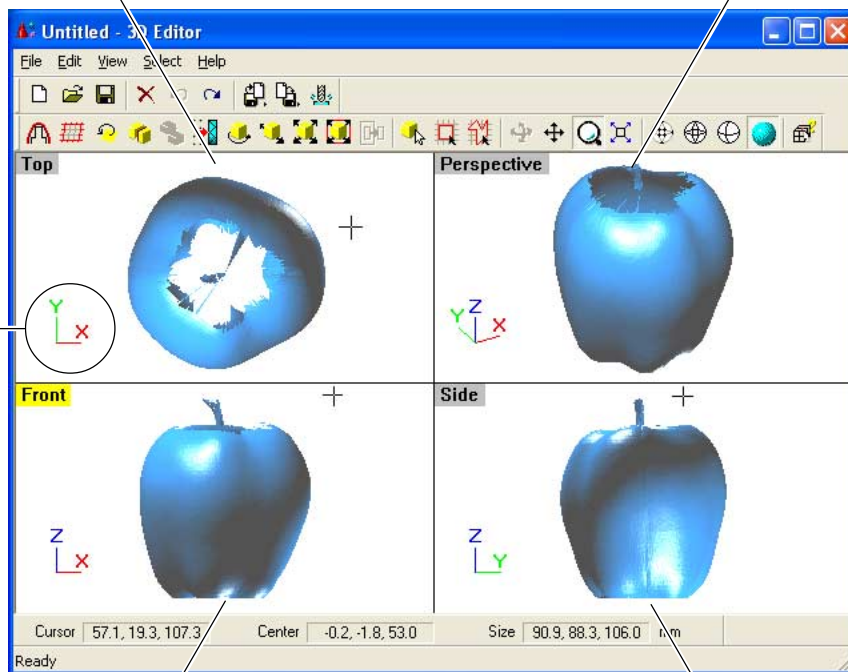 Untitled - 3D Editor
File Edit View Select Help
Top
Perspective
Y
X
Y Z X
Front
Side
Z
X
Z
Y
Cursor 57.1, 19.3, 107.3 Center -0.2, -1.8, 53.0 Size 90.9, 88.3, 106.0 mm
Ready